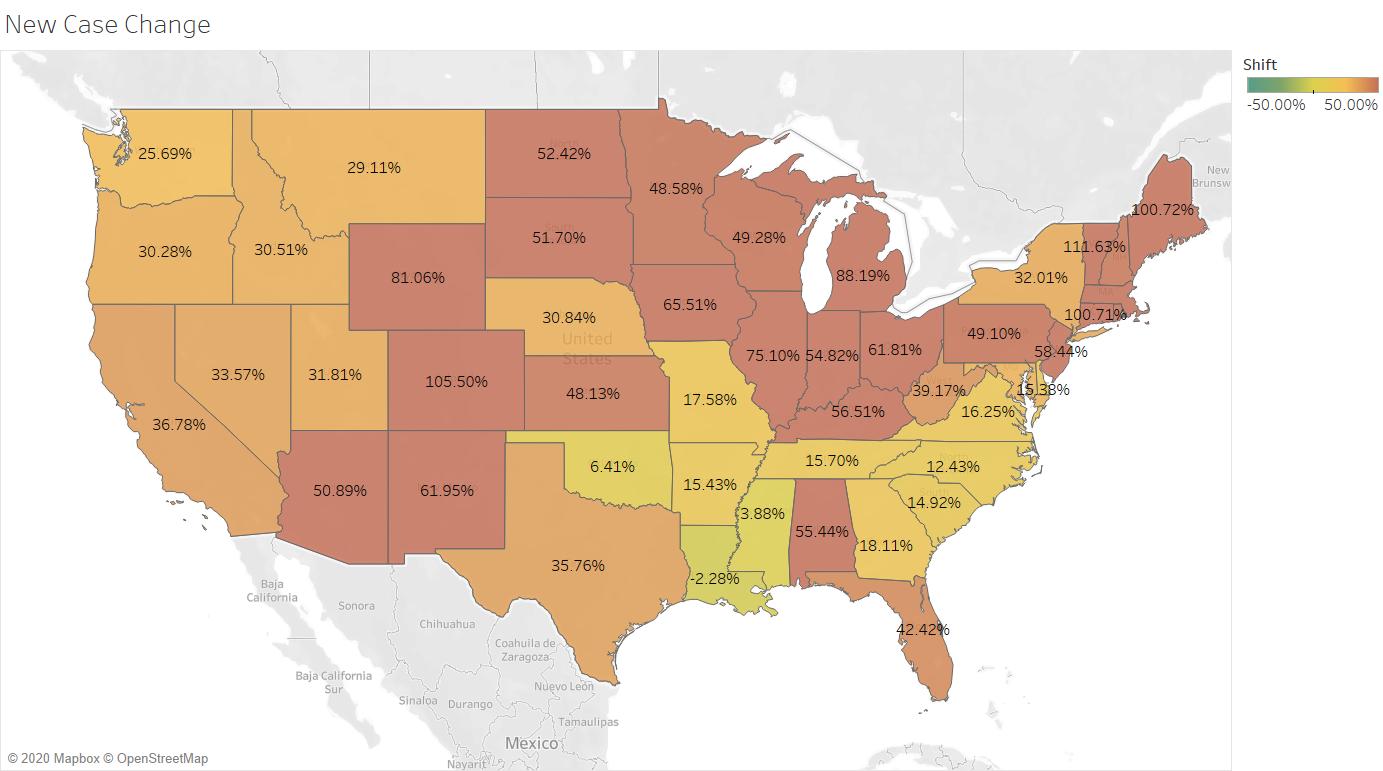 New Case Change
Shift
-50.00% 50.00%
25.69%
29.11%
52.42%
48.58%
30.28%
30.51%
81.06%
51.70%
49.28%
88.19%
100.72%
111.63%
32.01%
New
Brunsw
65.51%
30.84%
United
States
100.71%
49.10%
58.44%
33.57%
31.81%
105.50%
48.13%
75.10%
54.82%
61.81%
39.17%
15.38%
36.78%
17.58%
56.51%
16.25%
50.89%
61.95%
6.41%
15.43%
15.70%
12.43%
14.92%
3.88%
55.44%
18.11%
35.76%
-2.28%
42.42%
Baja
California
Sonora
Chihuahua
Coahuila de
Zaragoza
Baja California
Sur
Sinaloa
Durango
Nuevo León
Tamaulipas
Mexico
Nayarit
© 2020 Mapbox © OpenStreetMap